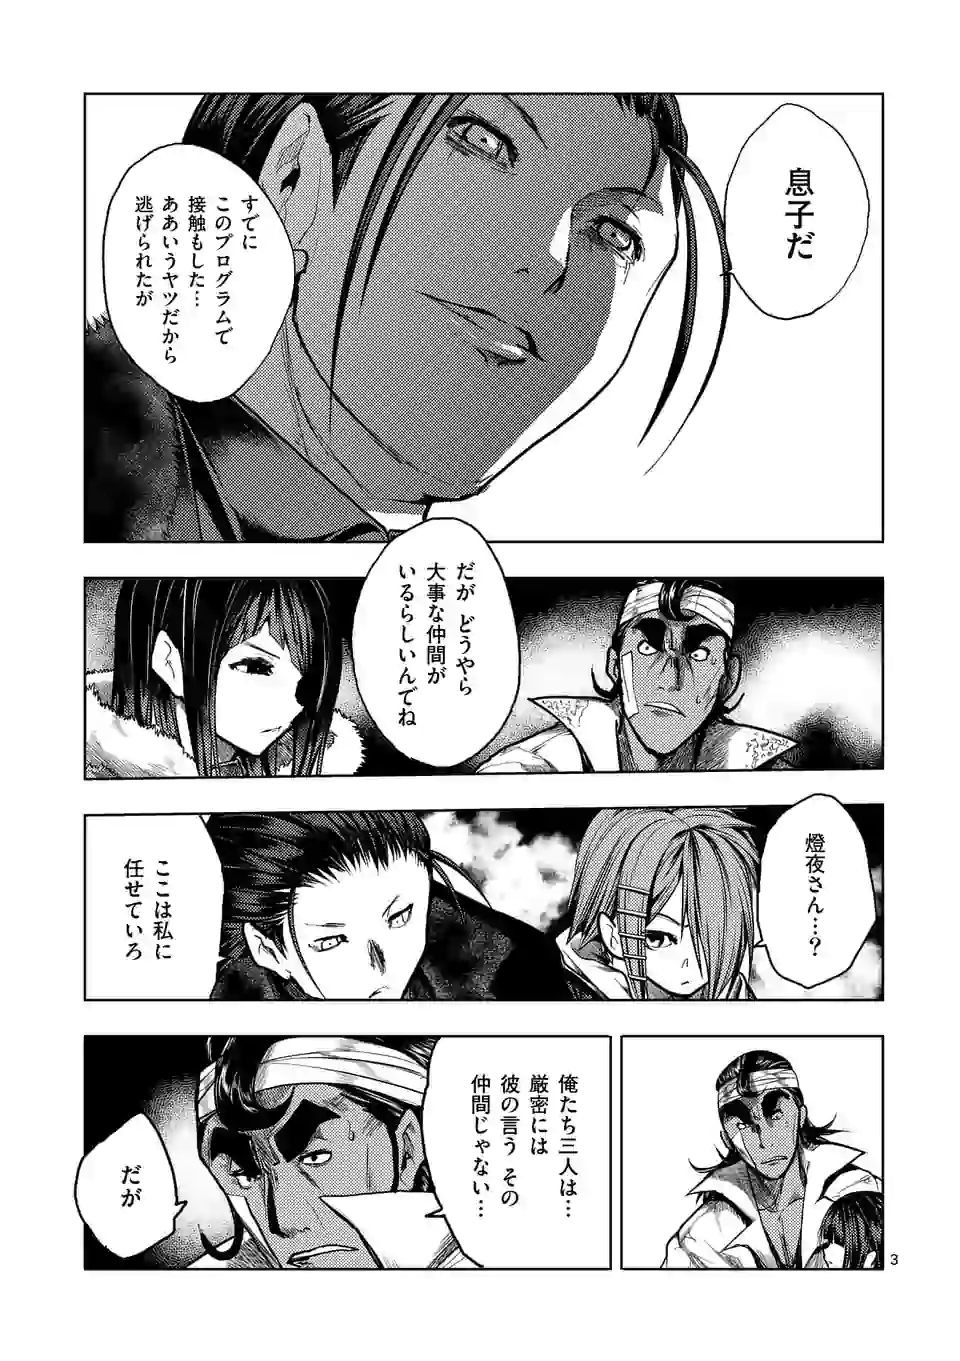 息子だ
すでに
このプログラムで
接触もした…
ああいうヤツだから
逃げられたが
だが どうやら
大事な仲間が
いるらしいんでね
燈夜さん…?
ここは私に
任せていろ
俺たち三人は…
厳密には
彼の言う その
仲間じゃない…
だが
3